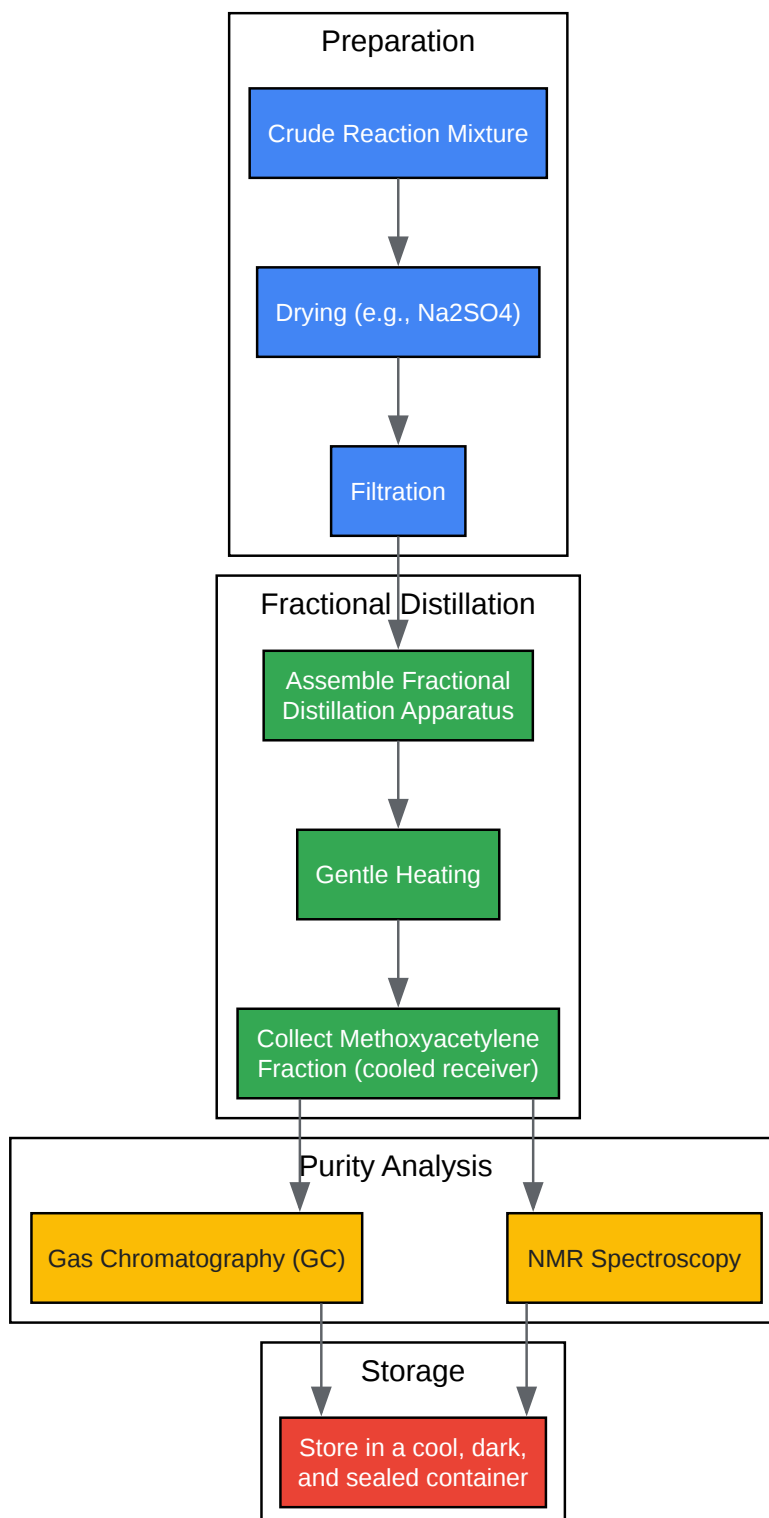 Preparation
Crude Reaction Mixture
Drying (e.g., Na2SO4)
Filtration
Fractional Distillation
Assemble Fractional
Distillation Apparatus
Gentle Heating
Collect Methoxyacetylene
Fraction (cooled receiver)
Purity Analysis
Gas Chromatography (GC)
NMR Spectroscopy
Storage
Store in a cool, dark,
and sealed container